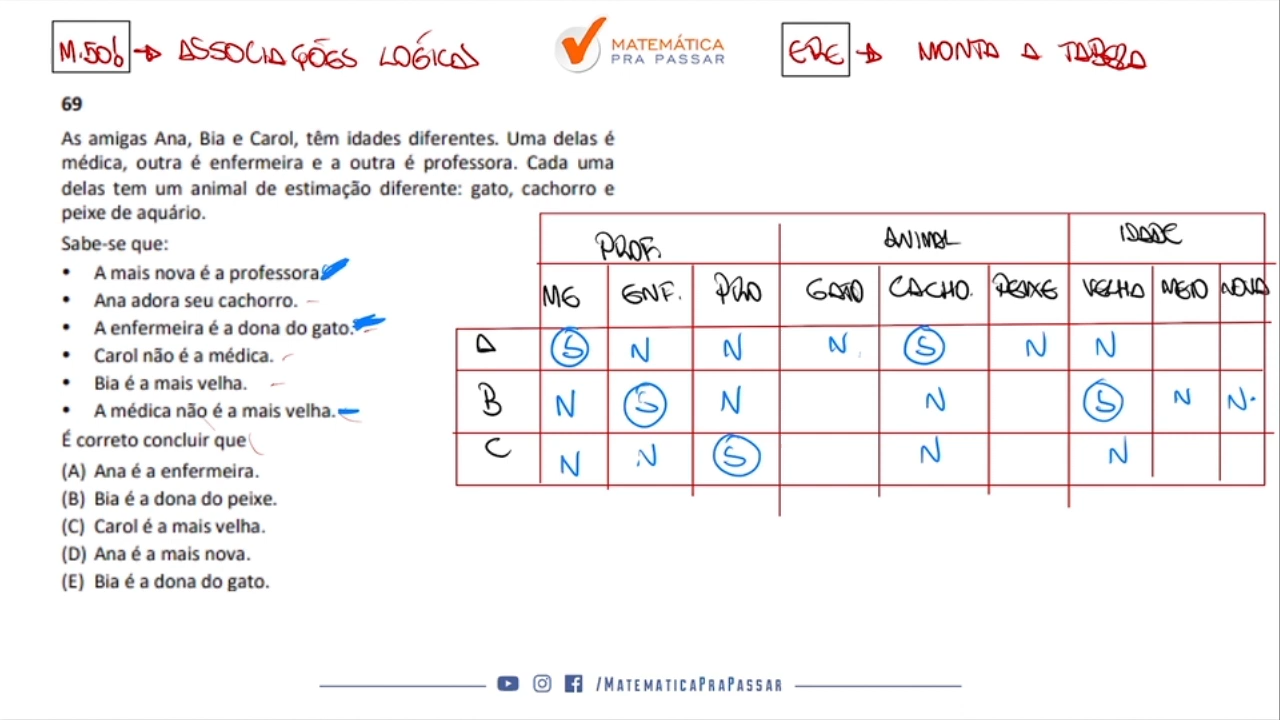 M.50% → ASSOCIAÇÕES LÓGICAS
MATEMÁTICA
PRA PASSAR
ERE → MONTA A TABELA
69
As amigas Ana, Bia e Carol, têm idades diferentes. Uma delas é
médica, outra é enfermeira e a outra é professora. Cada uma
delas tem um animal de estimação diferente: gato, cachorro e
peixe de aquário.
Sabe-se que:
• A mais nova é a professora.
• Ana adora seu cachorro.
• A enfermeira é a dona do gato.
• Carol não é a médica.
• Bia é a mais velha.
• A médica não é a mais velha.
É correto concluir que
(A) Ana é a enfermeira.
(B) Bia é a dona do peixe.
(C) Carol é a mais velha.
(D) Ana é a mais nova.
(E) Bia é a dona do gato.
PROF. ANIMAL IDADE
ME ENF. PRO GATO CACHO. PEIXE VELHA MEIO NOVA
A S N N N S N N
B N S N N S N N
C N N S N N
/MATEMATICAPRAPASSAR